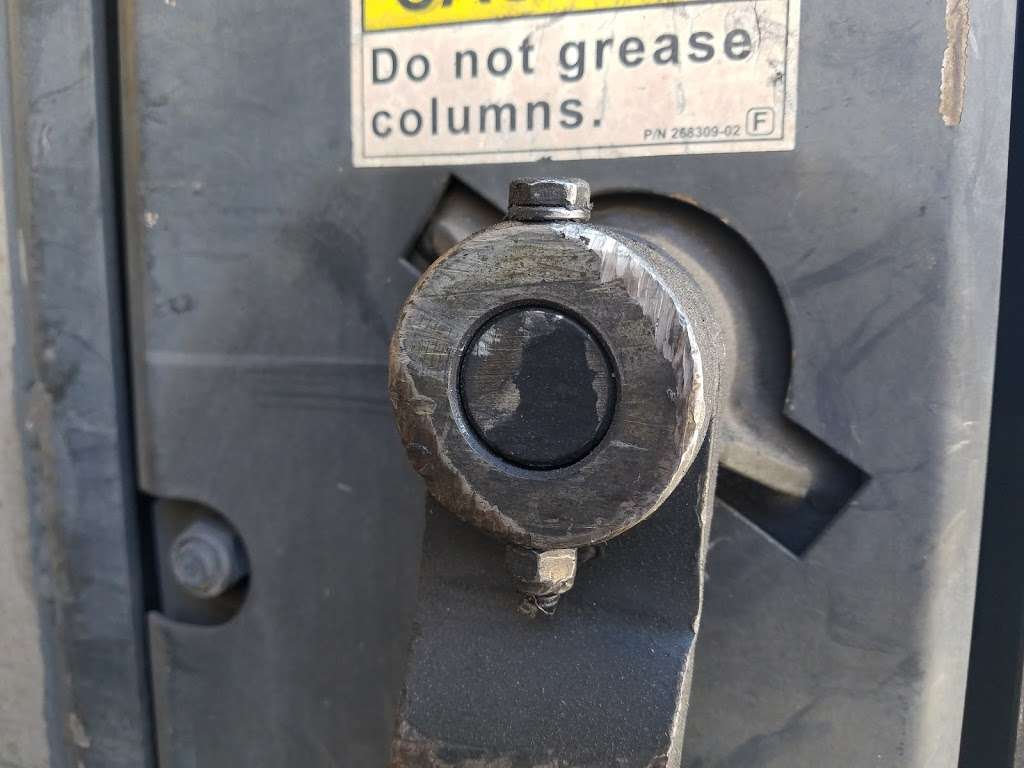 Do not grease
columns.
P/N 268309-02 F